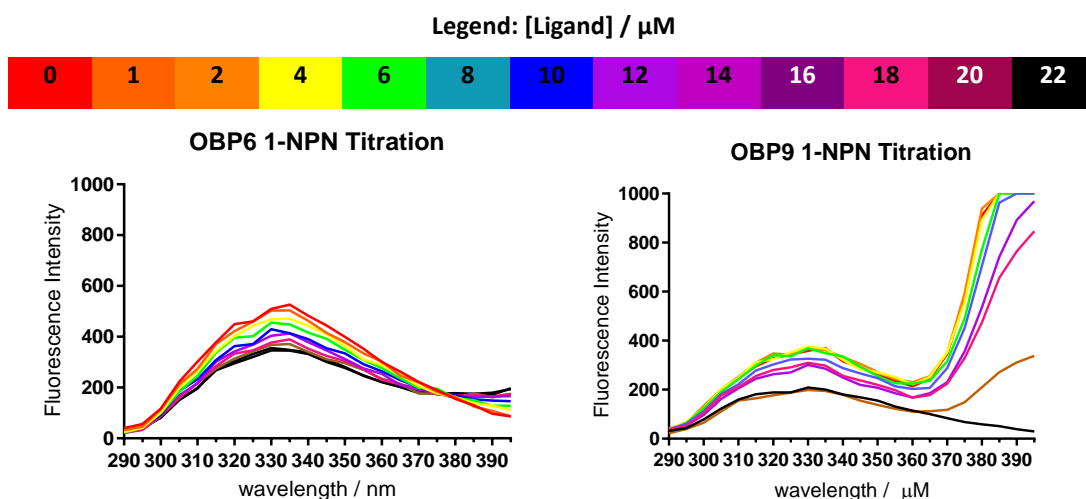 Legend: [Ligand] / µM
0 1 2 4 6 8 10 12 14 16 18 20 22
OBP6 1-NPN Titration
Fluorescence Intensity
1000
800
600
400
200
0
290 300 310 320 330 340 350 360 370 380 390
wavelength / nm
OBP9 1-NPN Titration
Fluorescence Intensity
1000
800
600
400
200
0
290 300 310 320 330 340 350 360 370 380 390
wavelength / µM